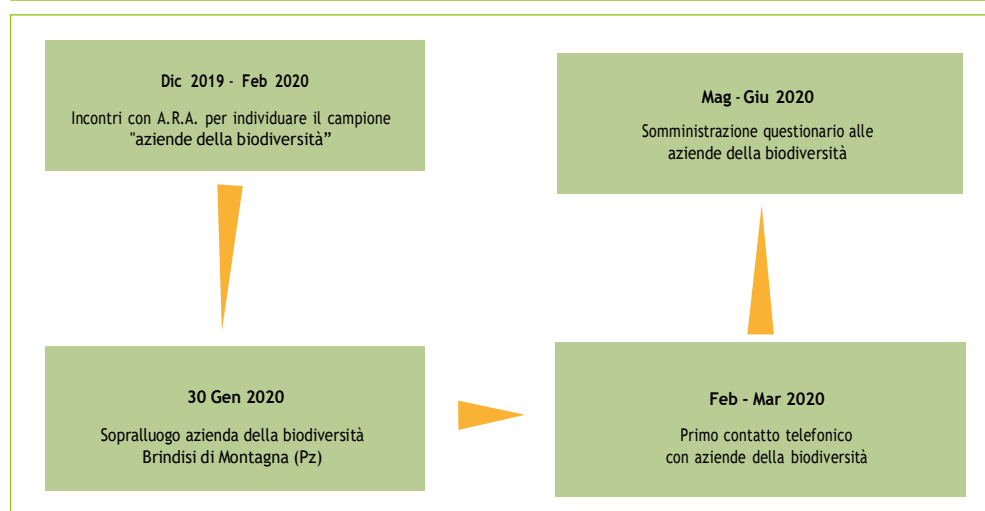 Dic 2019 - Feb 2020
Incontri con A.R.A. per individuare il campione
"aziende della biodiversità”
30 Gen 2020
Sopralluogo azienda della biodiversità
Brindisi di Montagna (Pz)
Feb - Mar 2020
Primo contatto telefonico
con aziende della biodiversità
Mag - Giu 2020
Somministrazione questionario alle
aziende della biodiversità